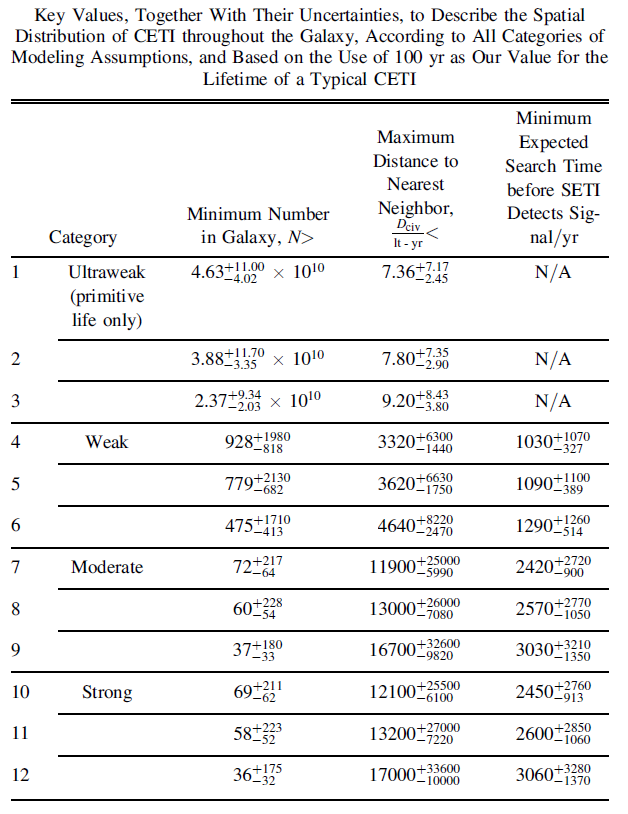 Key Values, Together With Their Uncertainties, to Describe the Spatial
Distribution of CETI throughout the Galaxy, According to All Categories of
Modeling Assumptions, and Based on the Use of 100 yr as Our Value for the
Lifetime of a Typical CETI
Category
Minimum Number
in Galaxy, N>
Maximum
Distance to
Nearest
Neighbor,
D_civ / lt - yr <
Minimum
Expected
Search Time
before SETI
Detects Sig-
nal/yr
1 Ultraweak 4.63^{+11.00}_{−4.02} × 10^{10} 7.36^{+7.17}_{−2.45} N/A
(primitive
life only)
2 3.88^{+11.70}_{−3.35} × 10^{10} 7.80^{+7.35}_{−2.90} N/A
3 2.37^{+9.34}_{−2.03} × 10^{10} 9.20^{+8.43}_{−3.80} N/A
4 Weak 928^{+1980}_{−818} 3320^{+6300}_{−1440} 1030^{+1070}_{−327}
5 779^{+2130}_{−682} 3620^{+6630}_{−1750} 1090^{+1100}_{−389}
6 475^{+1710}_{−413} 4640^{+8220}_{−2470} 1290^{+1260}_{−514}
7 Moderate 72^{+217}_{−64} 11900^{+25000}_{−5990} 2420^{+2720}_{−900}
8 60^{+228}_{−54} 13000^{+26000}_{−7080} 2570^{+2770}_{−1050}
9 37^{+180}_{−33} 16700^{+32600}_{−9820} 3030^{+3210}_{−1350}
10 Strong 69^{+211}_{−62} 12100^{+25500}_{−6100} 2450^{+2760}_{−913}
11 58^{+223}_{−52} 13200^{+27000}_{−7220} 2600^{+2850}_{−1060}
12 36^{+175}_{−32} 17000^{+33600}_{−10000} 3060^{+3280}_{−1370}